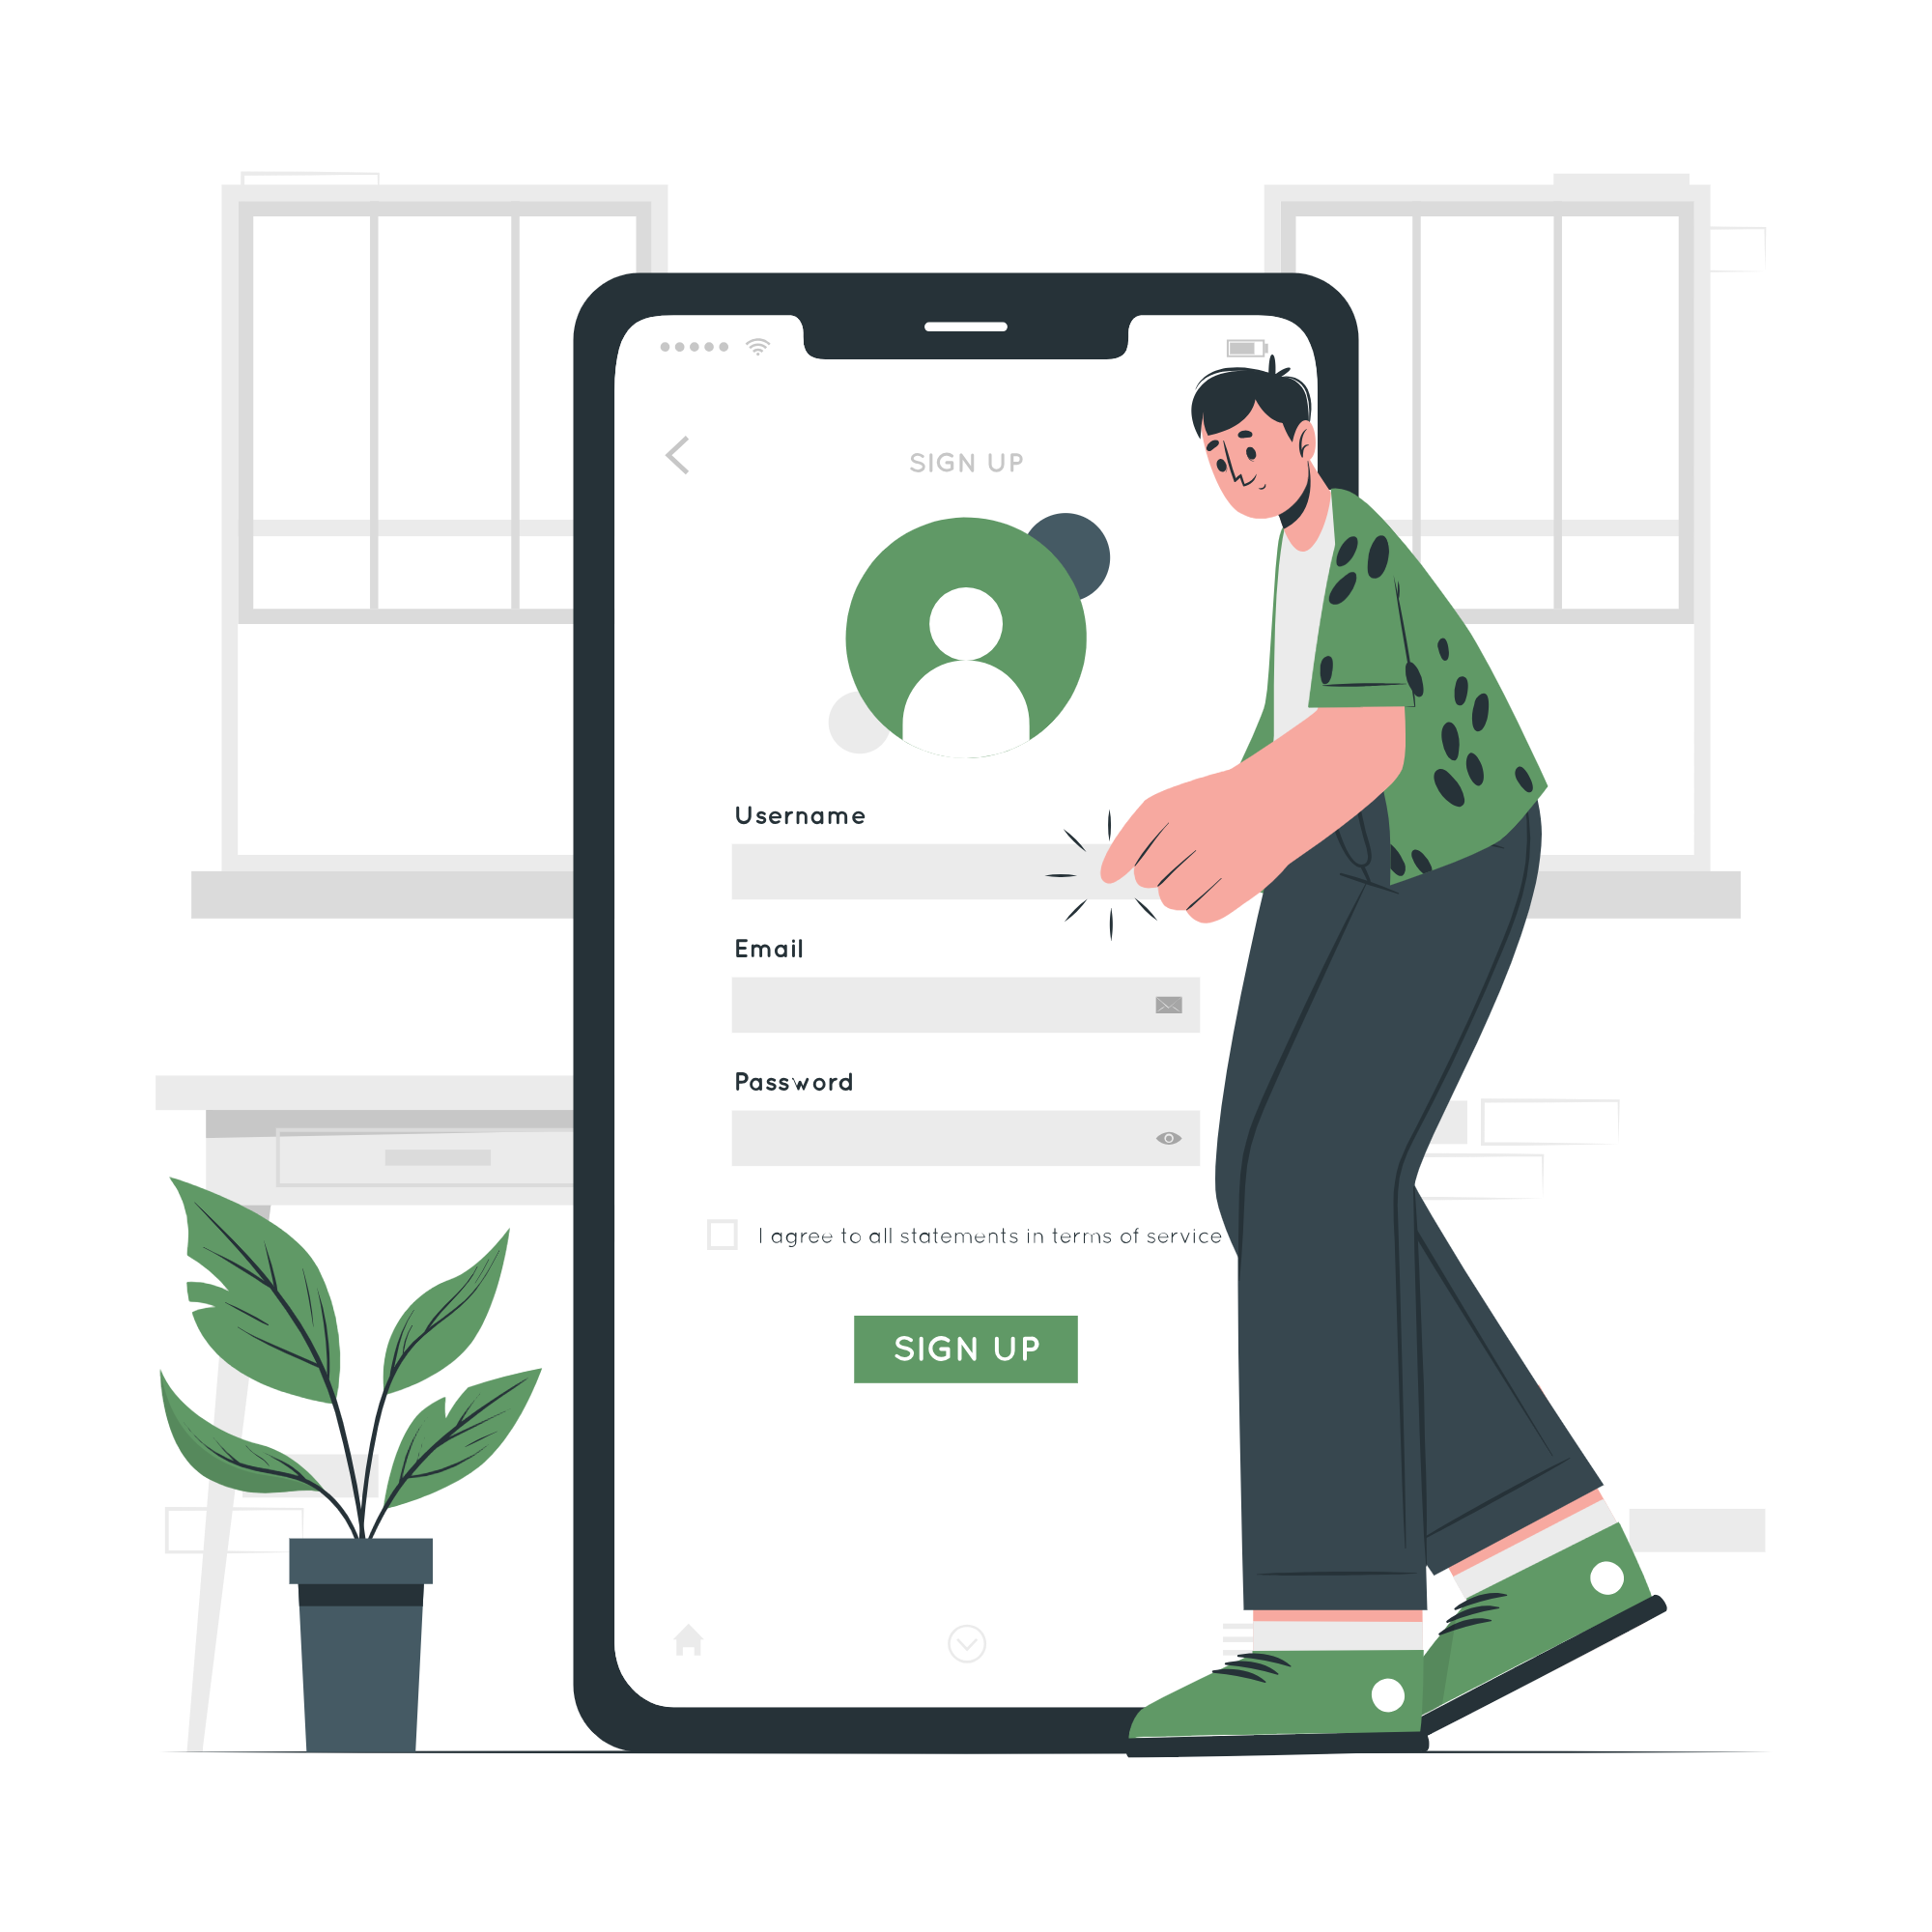 SIGN UP
Username
Email
Password
I agree to all statements in terms of service
SIGN UP